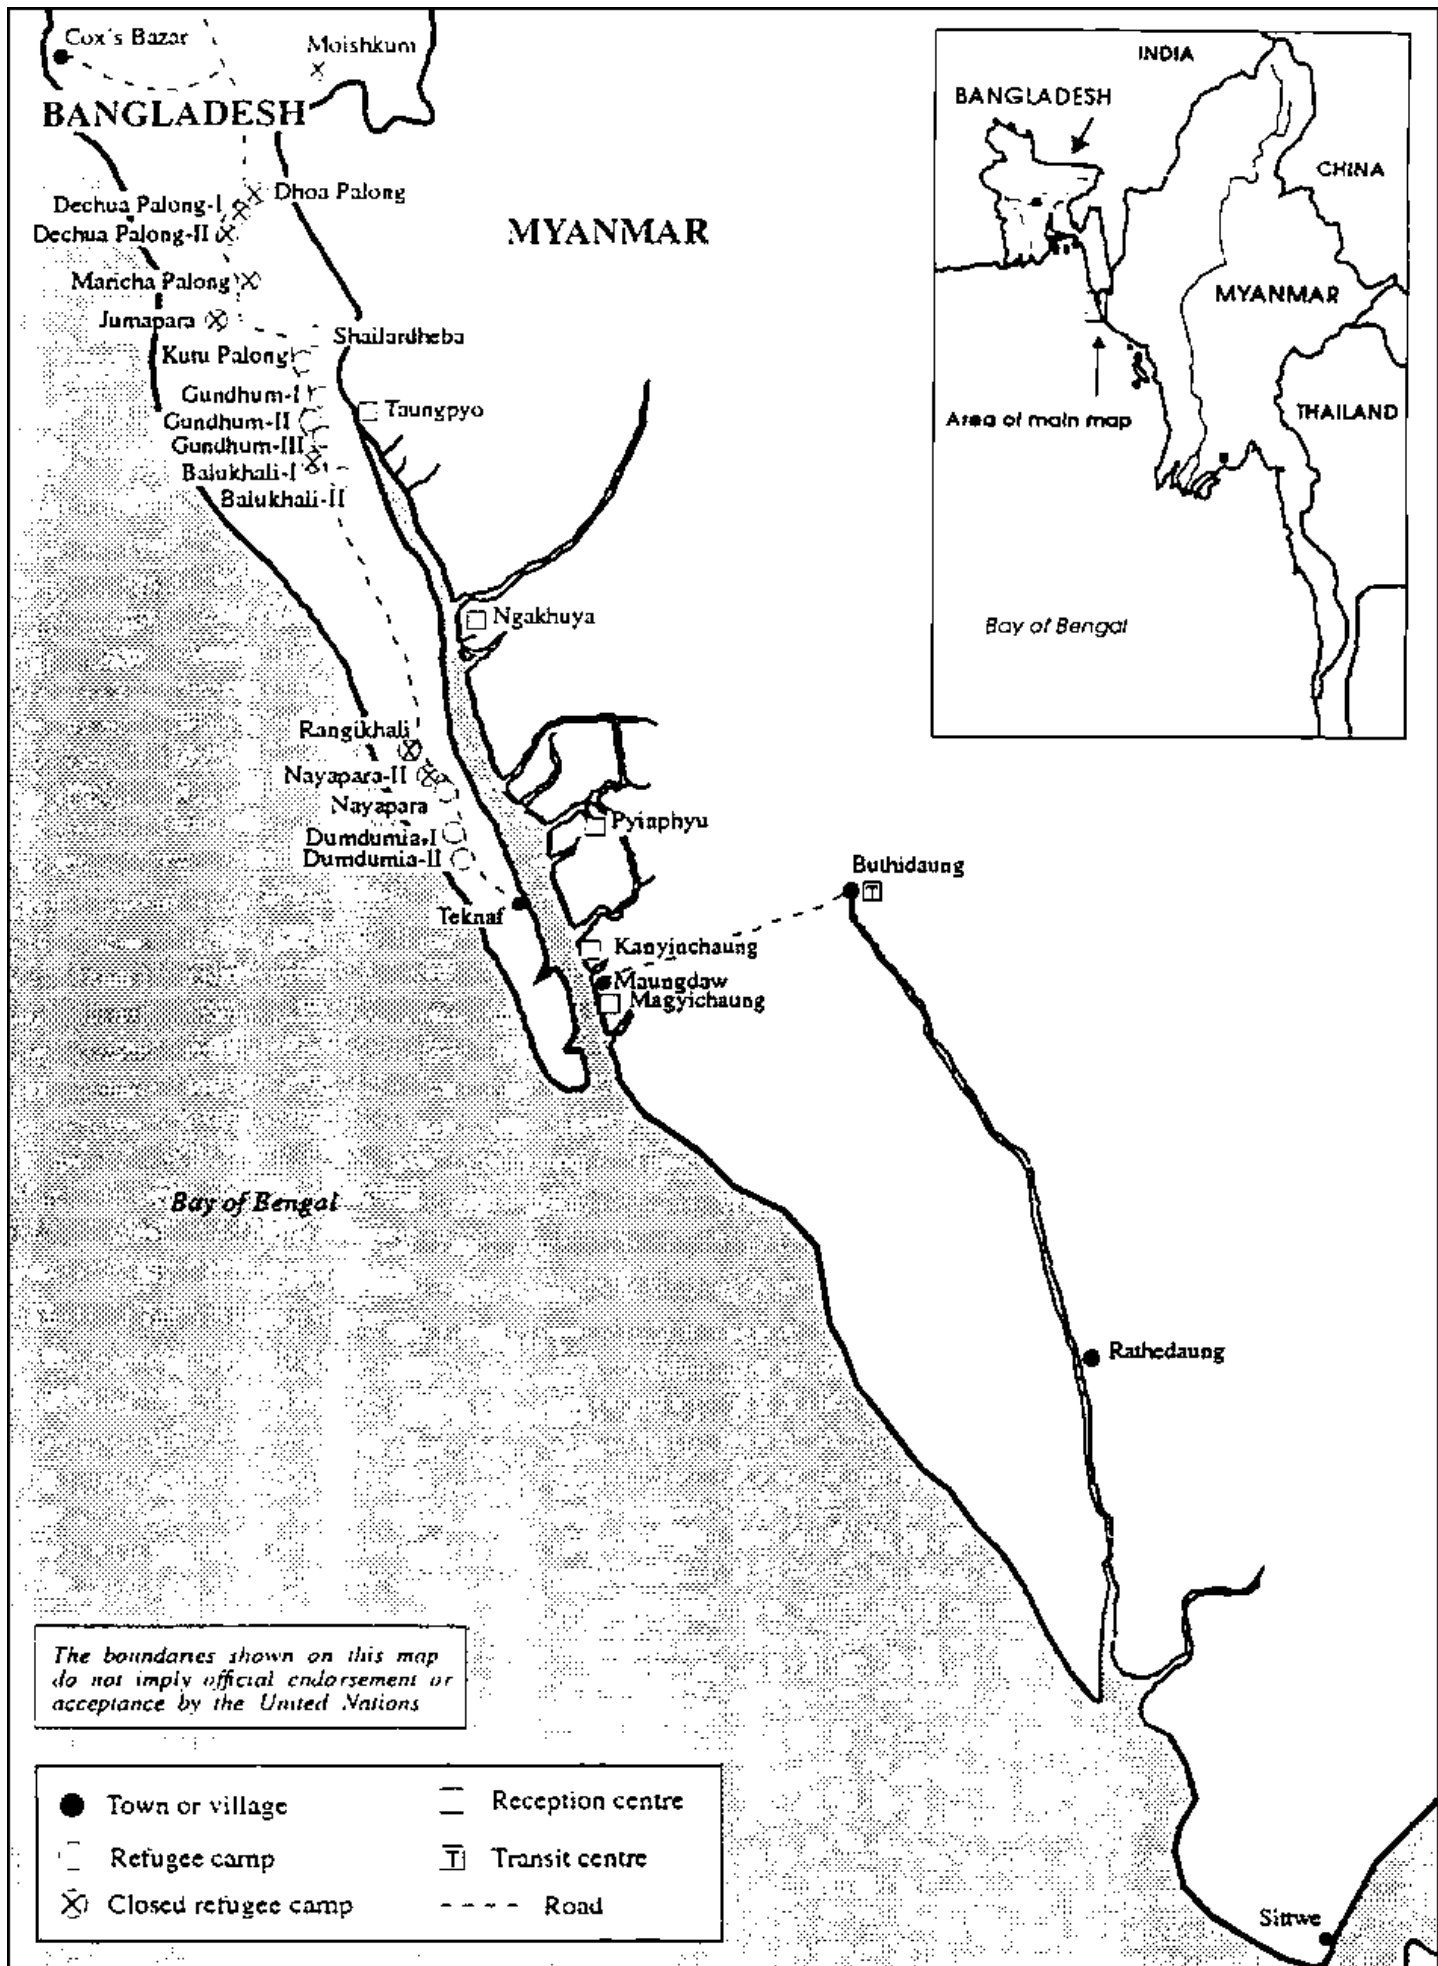 Cox's Bazar
Moishkum
BANGLADESH
Dhoa Palong
Dechua Palong-I
Dechua Palong-II
MYANMAR
Maricha Palong
Jumapara
Shailardheba
Kutu Palong
Gundhum-I
Taungpyo
Gundhum-II
Gundhum-III
Balukhali-I
Balukhali-II
Ngakhuya
Rangikhali
Nayapara-II
Nayapara
Pyinphyu
Dumdumia-I
Dumdumia-II
Buthidaung
T
Teknaf
Kanyinchaung
Maungdaw
Magyichaung
Bay of Bengal
Rathedaung
Sittwe
INDIA
BANGLADESH
CHINA
MYANMAR
Area of main map
THAILAND
Bay of Bengal
The boundaries shown on this map
do not imply official endorsement or
acceptance by the United Nations
Town or village
Reception centre
Refugee camp
T Transit centre
Closed refugee camp
Road